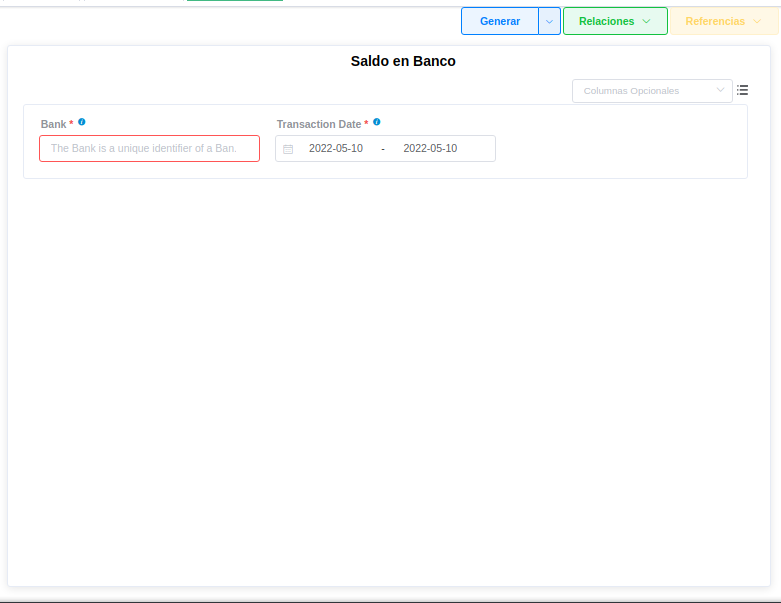 Generar Relaciones Referencias
Saldo en Banco
Columnas Opcionales
Bank * Transaction Date *
The Bank is a unique identifier of a Ban. 2022-05-10 - 2022-05-10